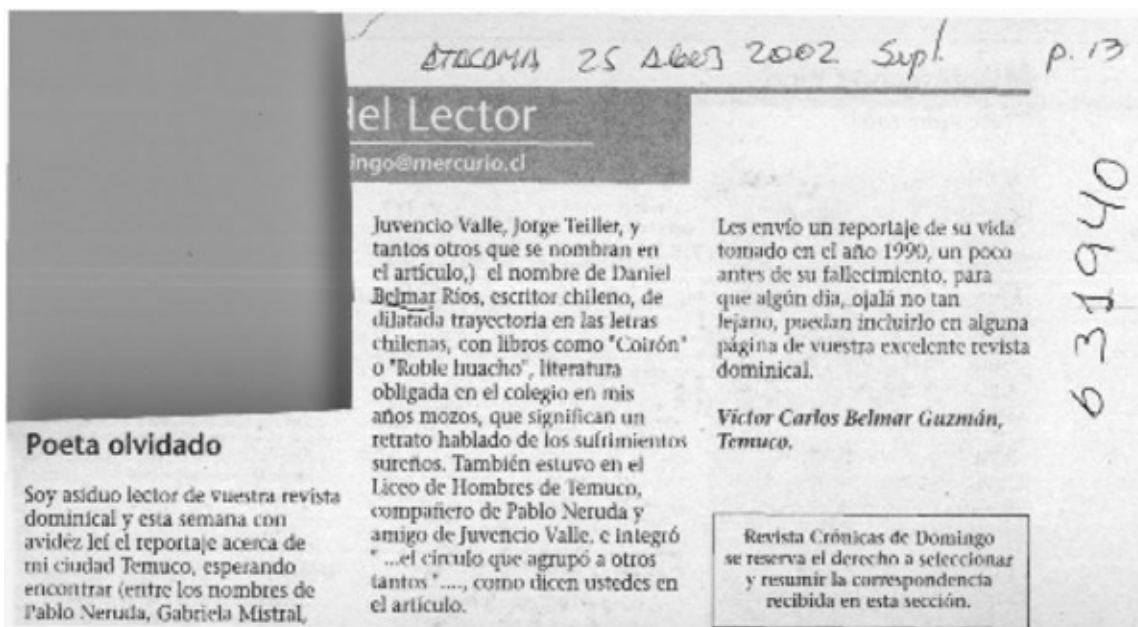 ATACAMA 25 2002 Supl. p. 13
del Lector
ingo@mercurio.cl
631940
Poeta olvidado
Soy asiduo lector de vuestra revista
dominical y esta semana con
avidéz leí el reportaje acerca de
mi ciudad Temuco, esperando
encontrar (entre los nombres de
Pablo Neruda, Gabriela Mistral,
Juvencio Valle, Jorge Teiller, y
tantos otros que se nombran en
el artículo,) el nombre de Daniel
Belmar Ríos, escritor chileno, de
dilatada trayectoria en las letras
chilenas, con libros como "Coirón"
o "Roble huacho", literatura
obligada en el colegio en mis
años mozos, que significan un
retrato hablado de los sufrimientos
sureños. También estuvo en el
Liceo de Hombres de Temuco,
compañero de Pablo Neruda y
amigo de Juvencio Valle, e integró
"...el círculo que agrupó a otros
tantos "...., como dicen ustedes en
el artículo.
Les envío un reportaje de su vida
tomado en el año 1990, un poco
antes de su fallecimiento, para
que algún día, ojalá no tan
lejano, puedan incluirlo en alguna
página de vuestra excelente revista
dominical.
Víctor Carlos Belmar Guzmán,
Temuco.
Revista Crónicas de Domingo
se reserva el derecho a seleccionar
y resumir la correspondencia
recibida en esta sección.